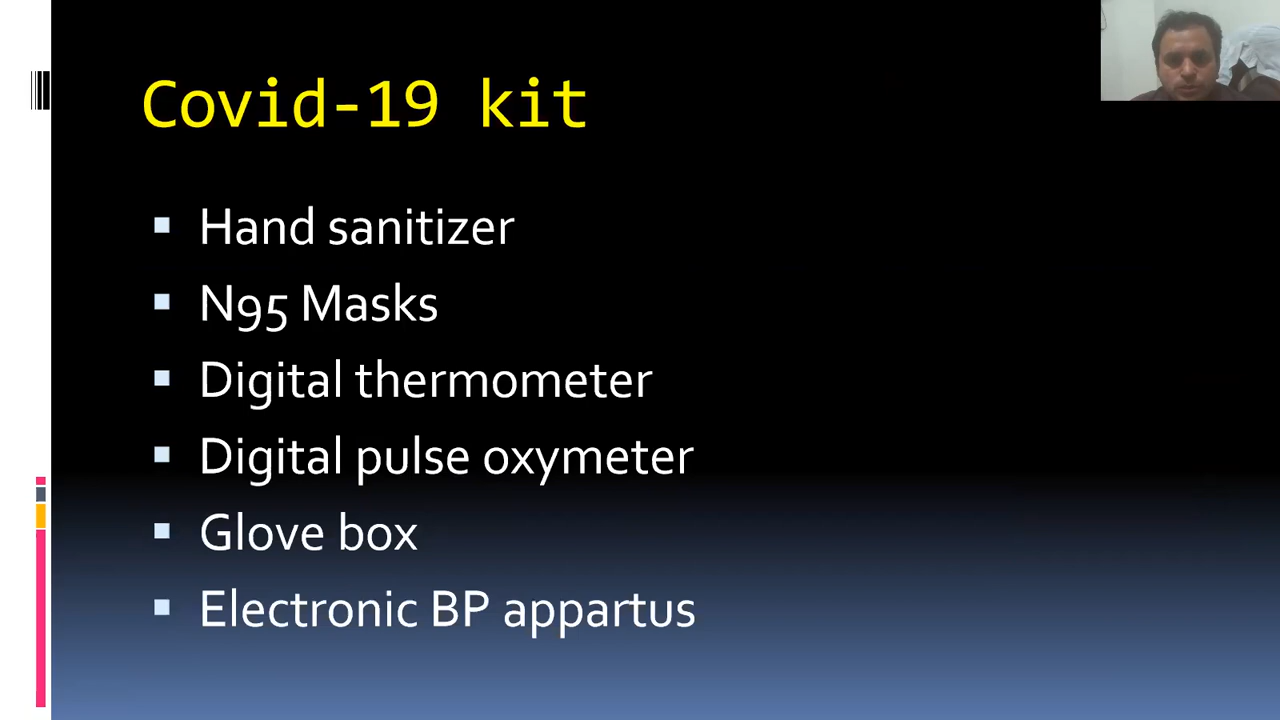 Covid-19 kit
Hand sanitizer
N95 Masks
Digital thermometer
Digital pulse oxymeter
Glove box
Electronic BP appartus